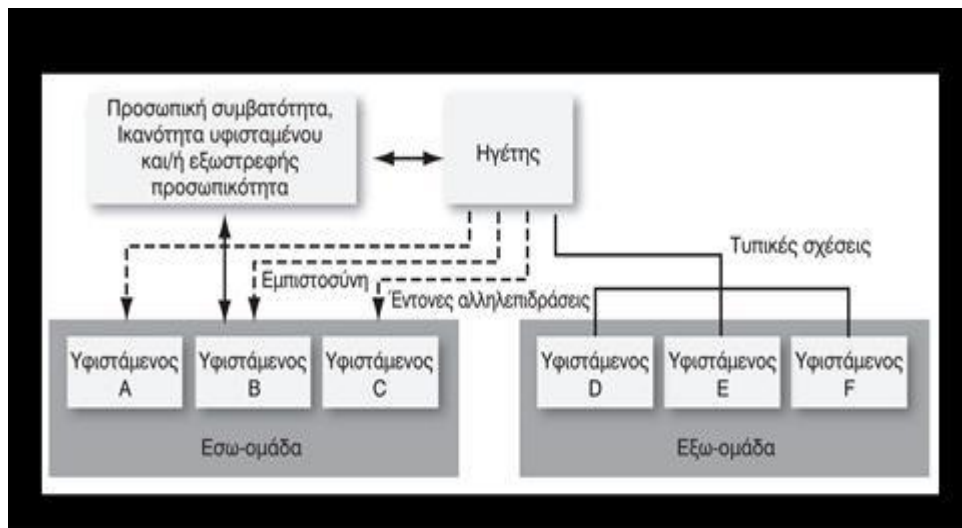 Προσωπική συμβατότητα,
Ικανότητα υφισταμένου
και/ή εξωστρεφής
προσωπικότητα
Ηγέτης
Τυπικές σχέσεις
Εμπιστοσύνη
Έντονες αλληλεπιδράσεις
Υφιστάμενος
A
Υφιστάμενος
B
Υφιστάμενος
C
Υφιστάμενος
D
Υφιστάμενος
E
Υφιστάμενος
F
Εσω-ομάδα
Εξω-ομάδα